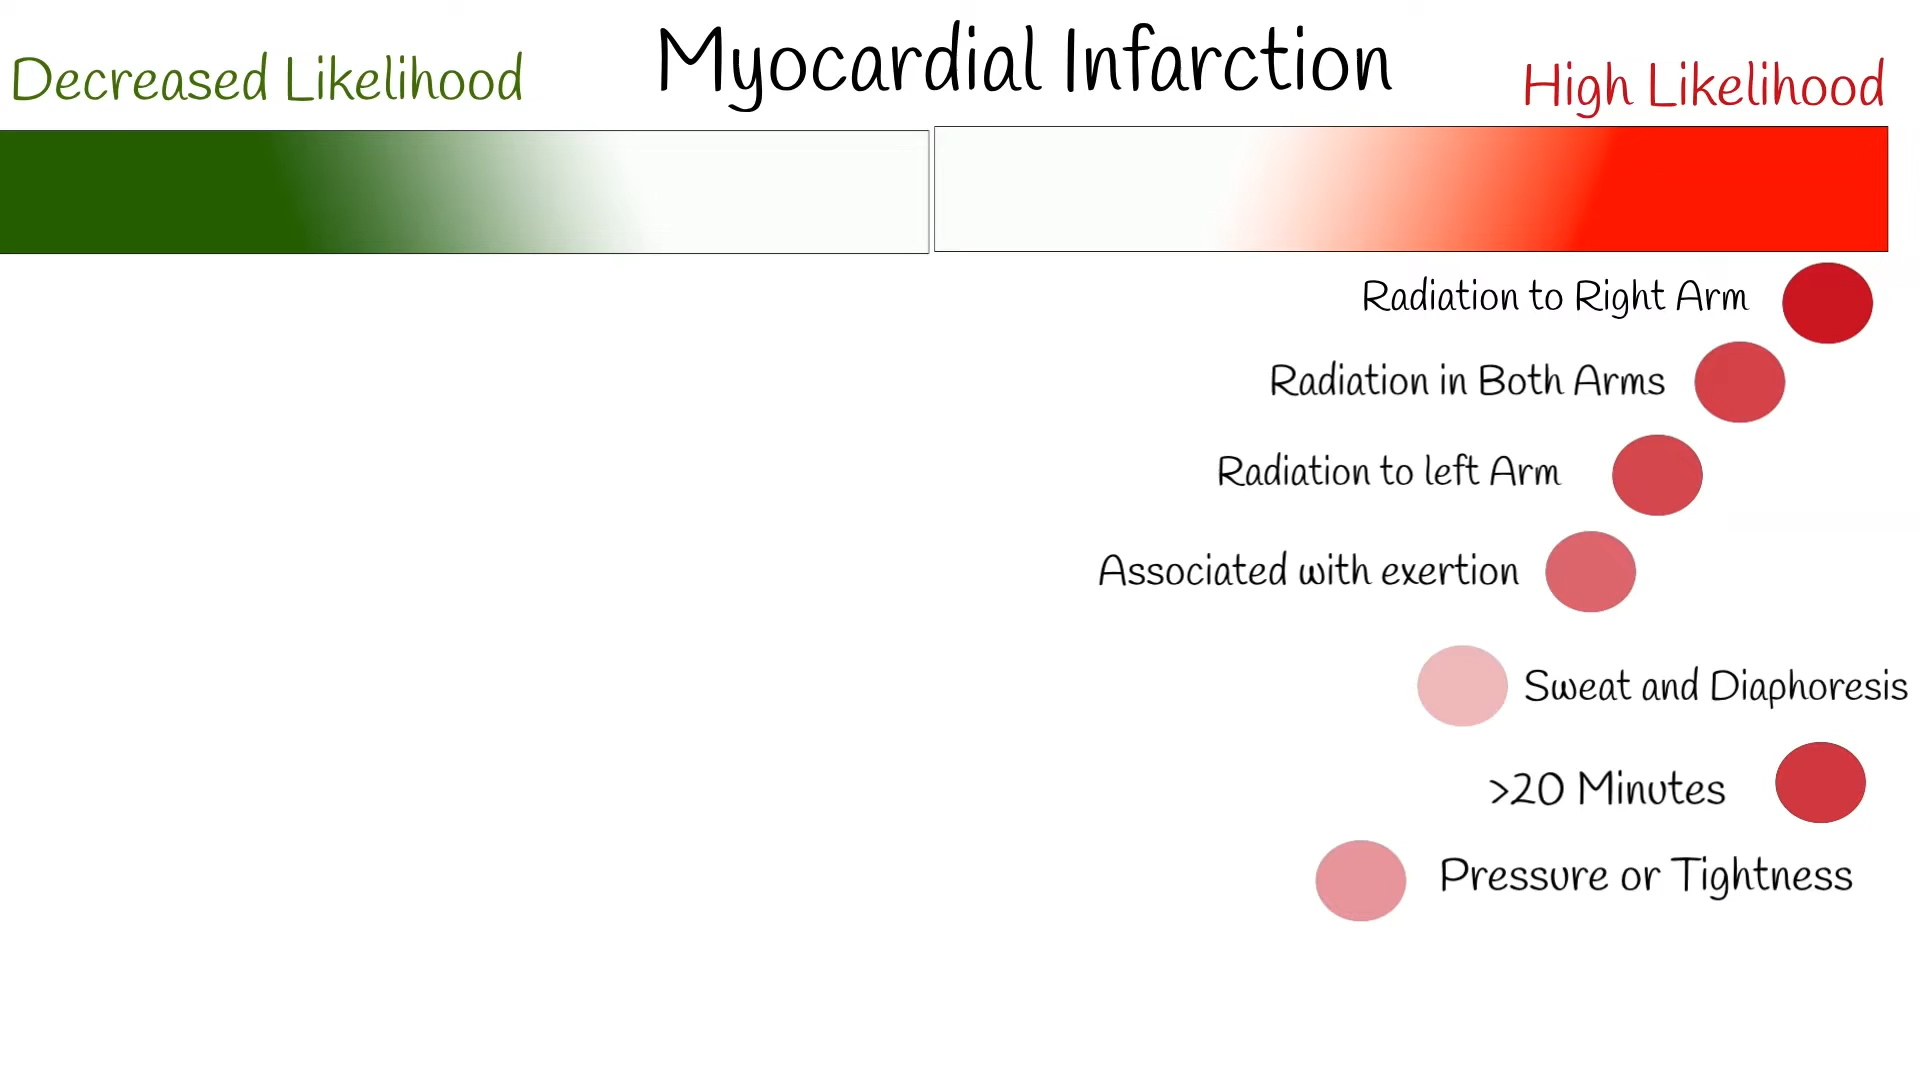 Decreased Likelihood
Myocardial Infarction
High Likelihood
Radiation to Right Arm
Radiation in Both Arms
Radiation to left Arm
Associated with exertion
Sweat and Diaphoresis
>20 Minutes
Pressure or Tightness